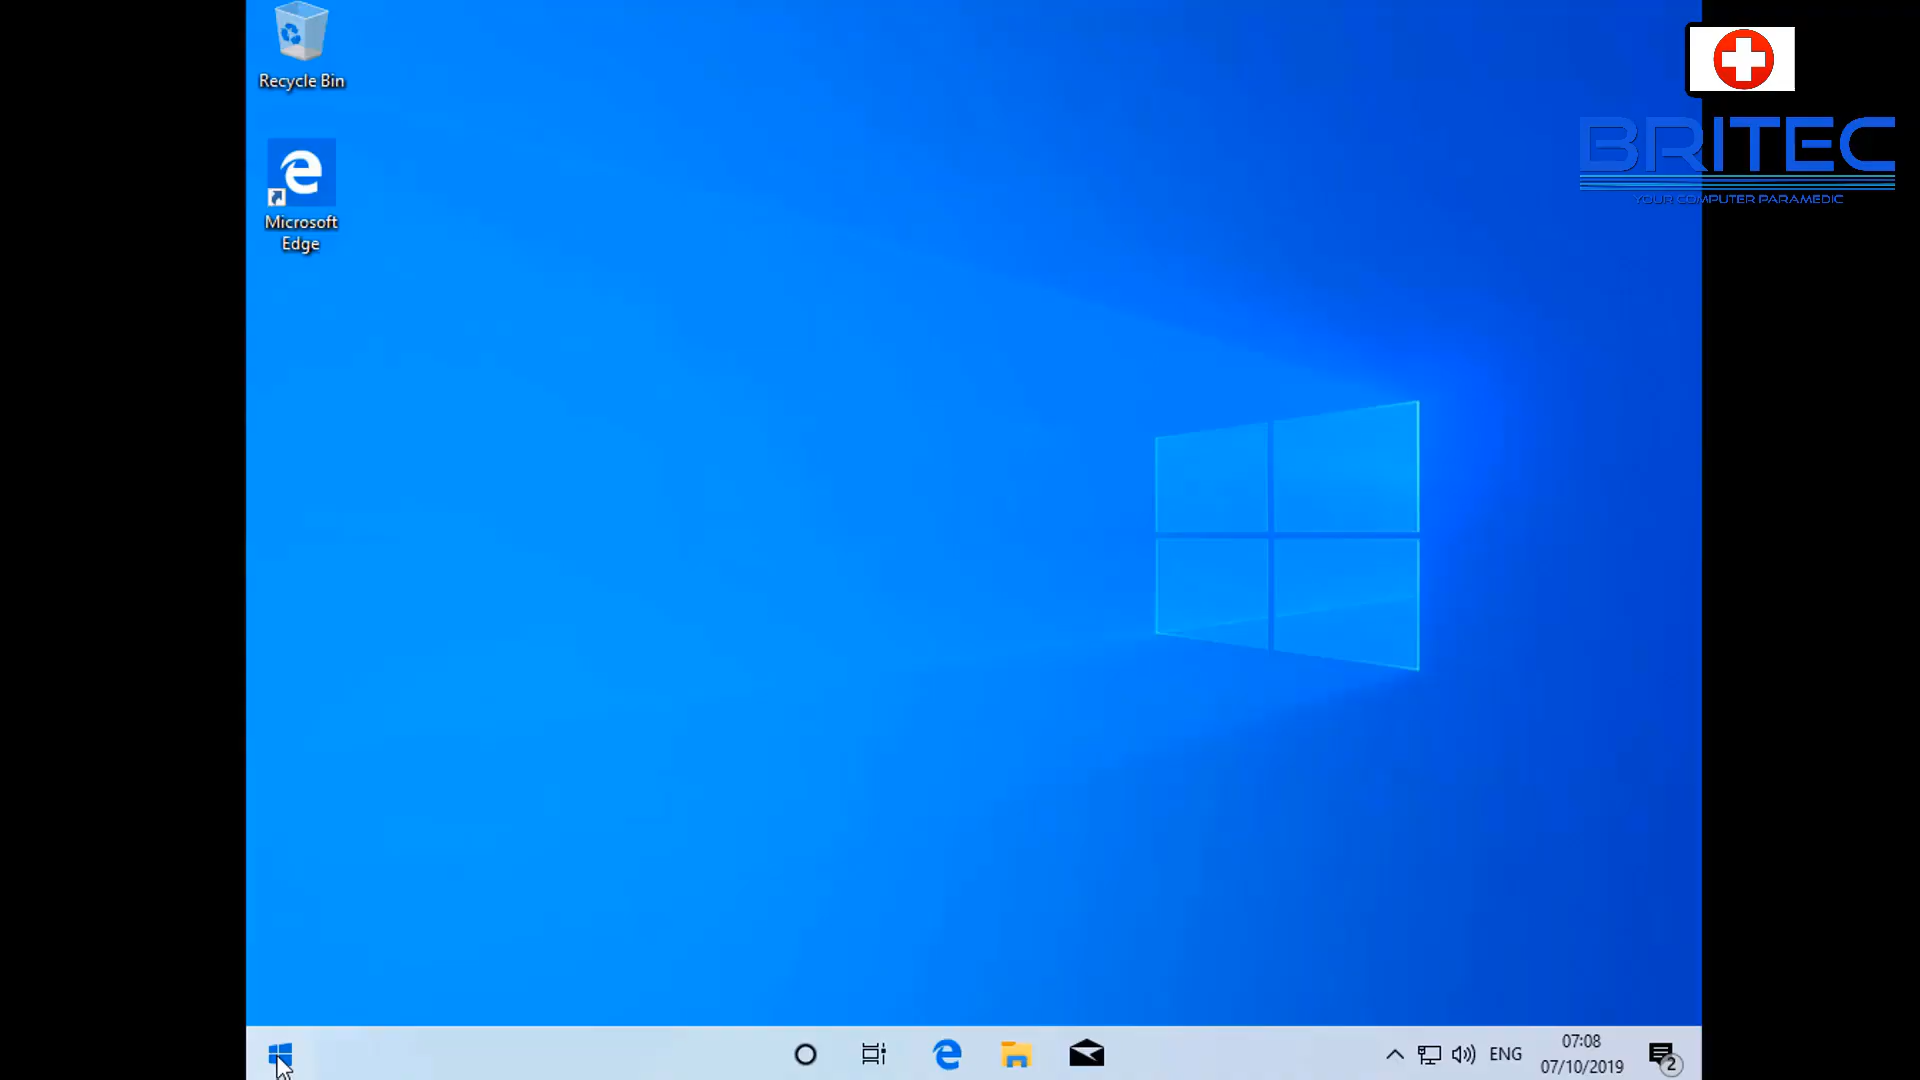 Recycle Bin
Microsoft
Edge
BRITEC
YOUR COMPUTER PARAMEDIC
ENG
07:08
07/10/2019
2